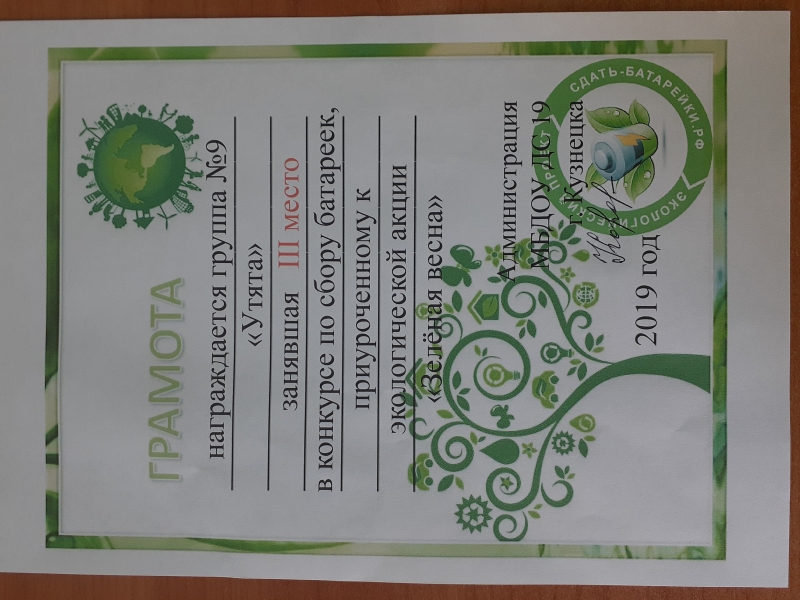 ГРАМОТА
награждается группа №9
«Утята»
занявшая III место
в конкурсе по сбору батареек,
приуроченному к
экологической акции
«Зелёная весна»
Администрация
МБДОУ ДС 19
г.Кузнецка
2019 год
СДАТЬ-БАТАРЕЙКИ.РФ
ЭКОЛОГИЧЕСКИЙ ПРОЕКТ